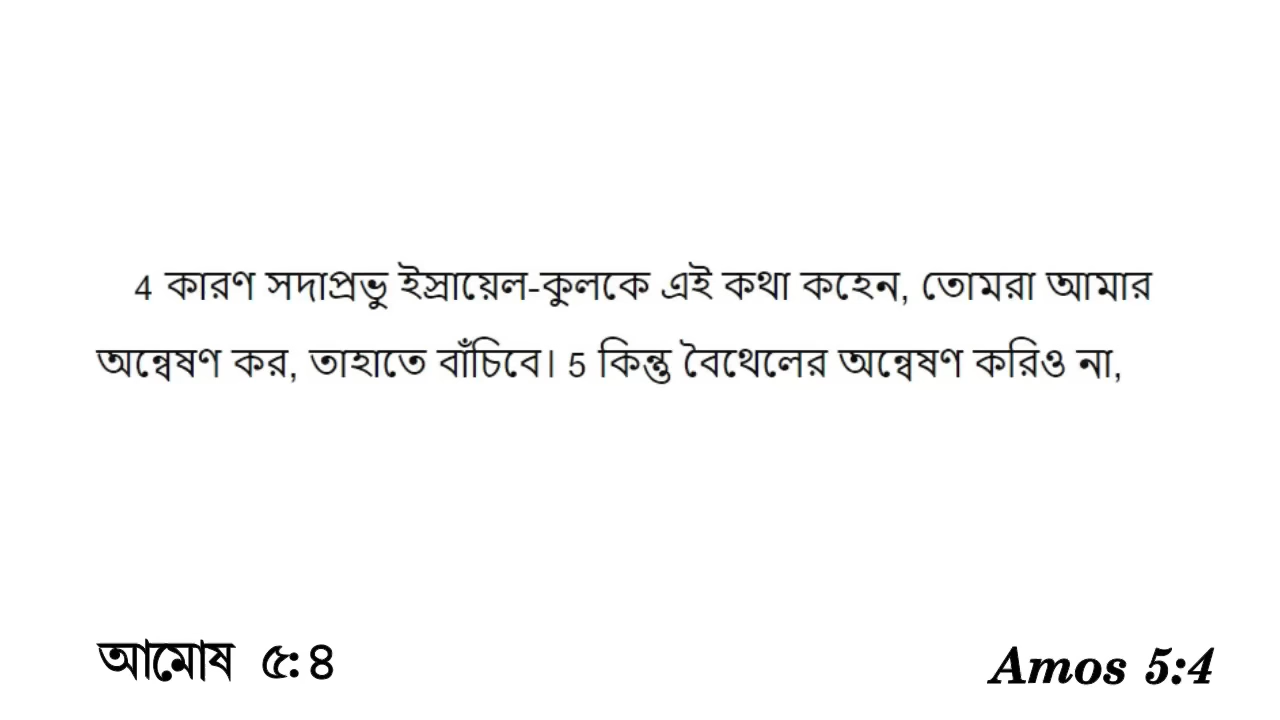 4 কারণ সদাপ্রভু ইস্রায়েল-কুলকে এই কথা কহেন, তোমরা আমার
অন্বেষণ কর, তাহাতে বাঁচিবে। 5 কিন্তু বৈথেলের অন্বেষণ করিও না,
আমোষ ৫:৪
Amos 5:4